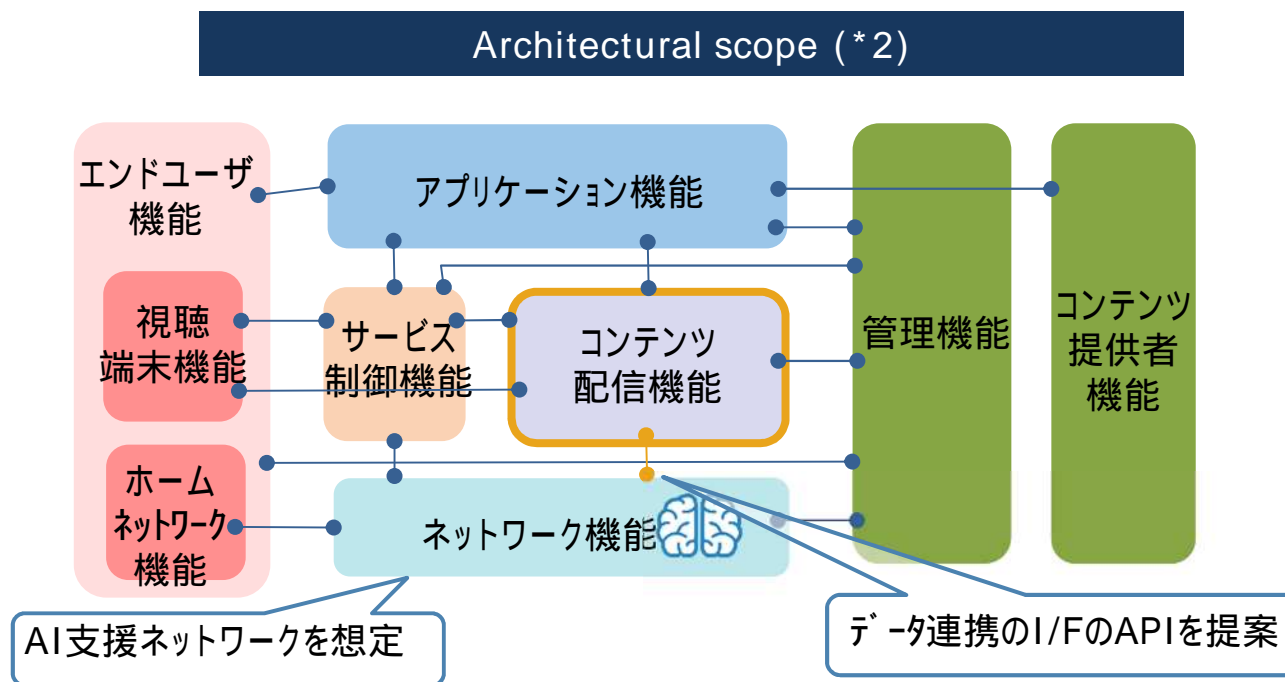 Architectural scope (*2)
エンドユーザ
機能
アプリケーション機能
視聴
端末機能
サービス
制御機能
コンテンツ
配信機能
管理機能
コンテンツ
提供者
機能
ホーム
ネットワーク
機能
ネットワーク機能
AI支援ネットワークを想定
データ連携のI/FのAPIを提案